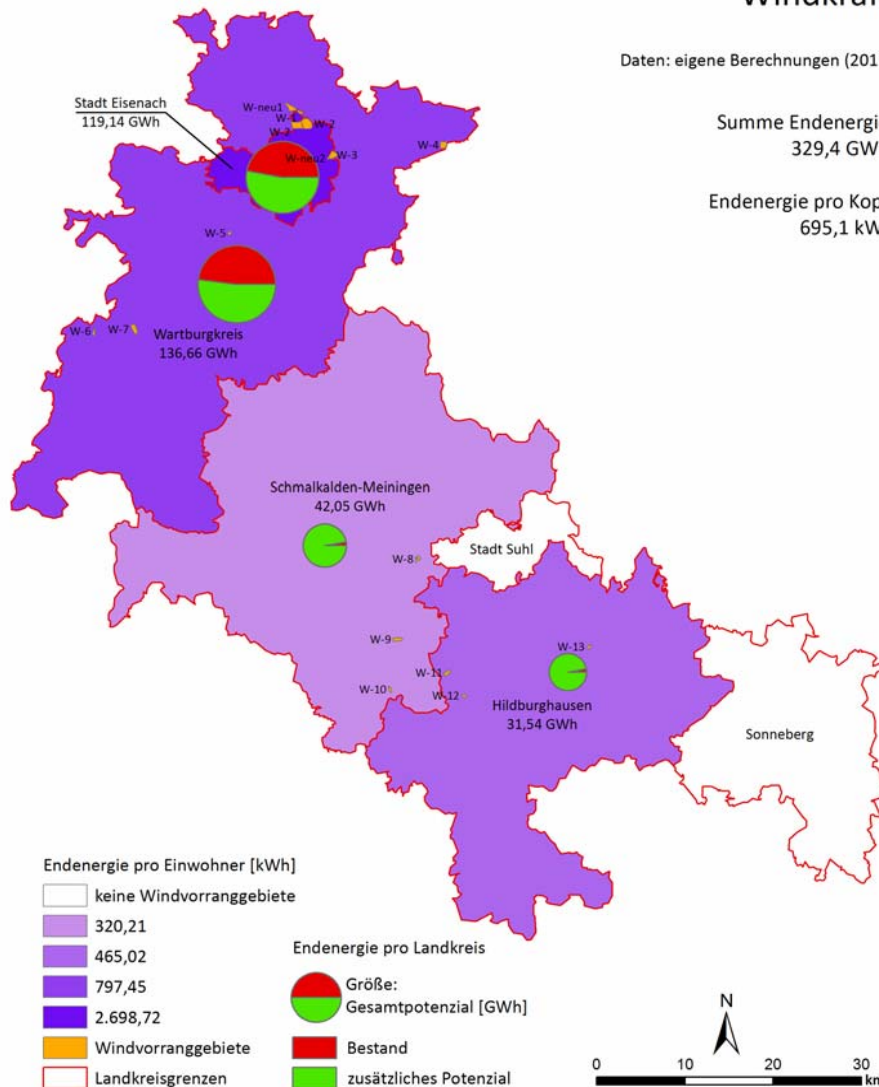 Daten: eigene Berechnungen (201
Summe Endenergi
329,4 GW
Endenergie pro Kop
695,1 kW
Stadt Eisenach
119,14 GWh
W-neu1
W-1
W-2
W-2
W-neu2
W-3
W-4
W-5
W-6
W-7
Wartburgkreis
136,66 GWh
Schmalkalden-Meiningen
42,05 GWh
Stadt Suhl
W-8
W-9
W-10
W-11
W-12
W-13
Hildburghausen
31,54 GWh
Sonneberg
Endenergie pro Einwohner [kWh]
keine Windvorranggebiete
320,21
465,02
797,45
2.698,72
Windvorranggebiete
Landkreisgrenzen
Endenergie pro Landkreis
Größe:
Gesamtpotenzial [GWh]
Bestand
zusätzliches Potenzial
N
0 10 20 30
km